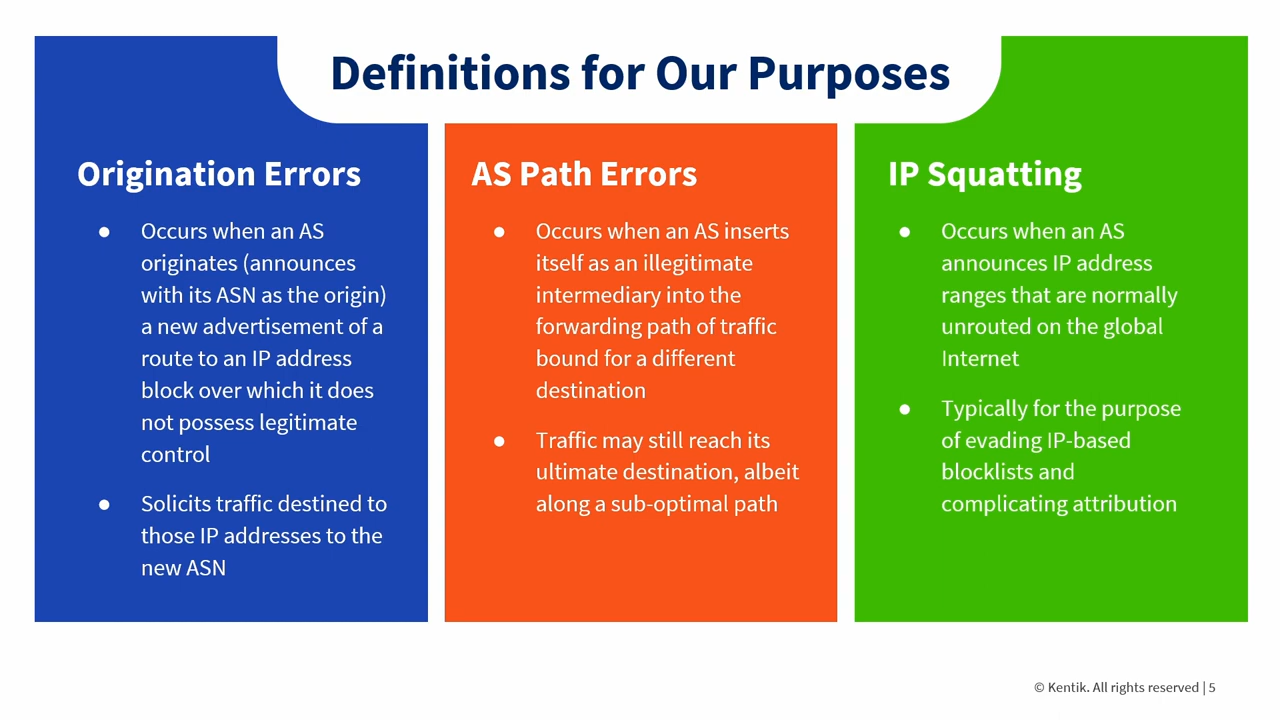 Definitions for Our Purposes
Origination Errors
● Occurs when an AS
originates (announces
with its ASN as the origin)
a new advertisement of a
route to an IP address
block over which it does
not possess legitimate
control
● Solicits traffic destined to
those IP addresses to the
new ASN
AS Path Errors
● Occurs when an AS inserts
itself as an illegitimate
intermediary into the
forwarding path of traffic
bound for a different
destination
● Traffic may still reach its
ultimate destination, albeit
along a sub-optimal path
IP Squatting
● Occurs when an AS
announces IP address
ranges that are normally
unrouted on the global
Internet
● Typically for the purpose
of evading IP-based
blocklists and
complicating attribution
© Kentik. All rights reserved | 5